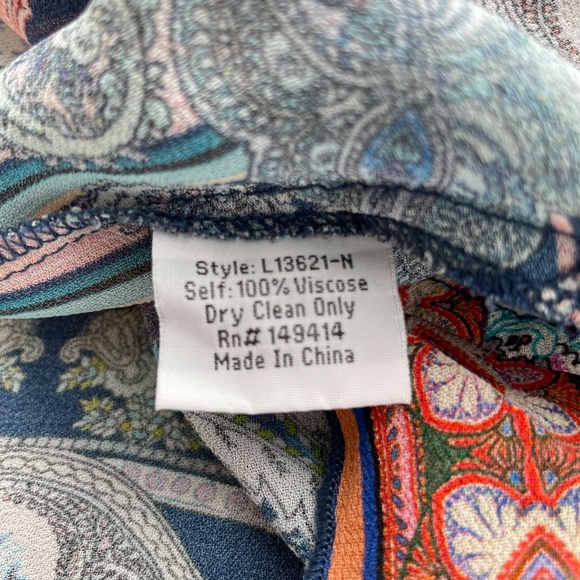 Style: L13621-N
Self: 100% Viscose
Dry Clean Only
Rn# 149414
Made In China